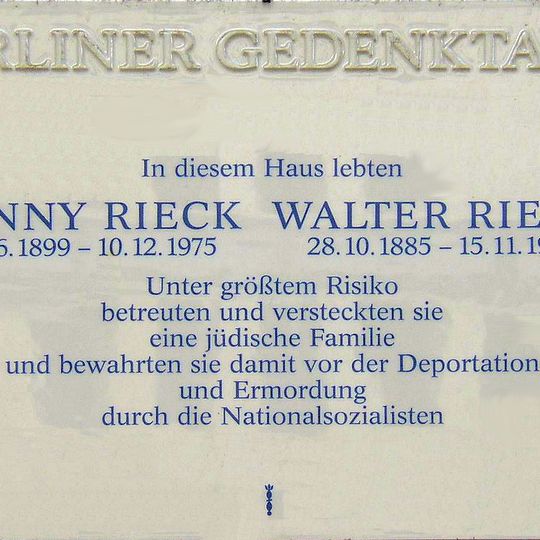 RLINER GEDENKTA
In diesem Haus lebten
NNY RIECK WALTER RIE
6.1899 – 10.12.1975 28.10.1885 – 15.11.19
Unter größtem Risiko
betreuten und versteckten sie
eine jüdische Familie
und bewahrten sie damit vor der Deportation
und Ermordung
durch die Nationalsozialisten